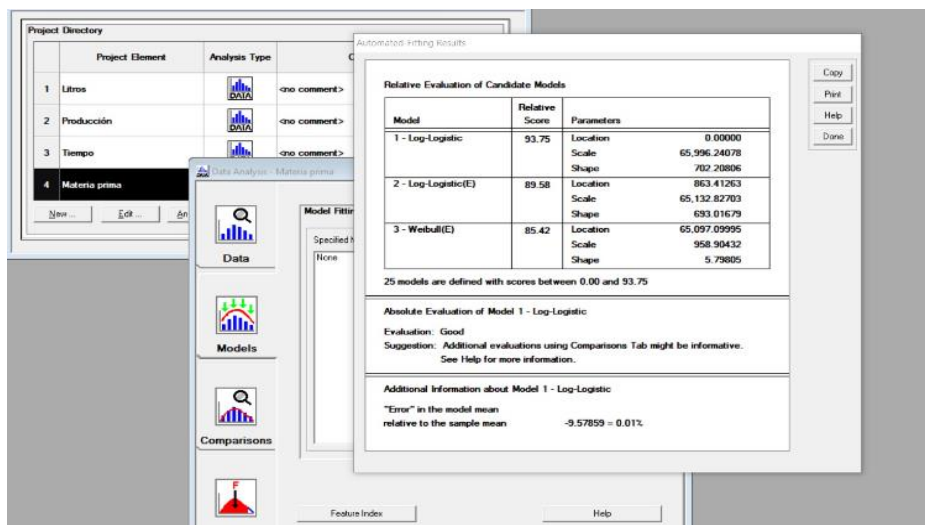 Project Directory
Project Element Analysis Type C
1 Litros DATA <no comment>
2 Producción DATA <no comment>
3 Tiempo <no comment>
4 Materia prima
New ... Edit ... An
Data Analysis - Materia prima
Data
Models
Comparisons
Model Fittin
Specified M
None
Feature Index Help
Automated-Fitting Results
Copy
Print
Help
Done
Relative Evaluation of Candidate Models
Model Relative Score Parameters
1 - Log-Logistic 93.75 Location 0.00000
Scale 65,996.24078
Shape 702.20806
2 - Log-Logistic(E) 89.58 Location 863.41263
Scale 65,132.82703
Shape 693.01679
3 - Weibull(E) 85.42 Location 65,097.09995
Scale 958.90432
Shape 5.79805
25 models are defined with scores between 0.00 and 93.75
Absolute Evaluation of Model 1 - Log-Logistic
Evaluation: Good
Suggestion: Additional evaluations using Comparisons Tab might be informative.
See Help for more information.
Additional Information about Model 1 - Log-Logistic
"Error" in the model mean
relative to the sample mean -9.57859 = 0.01%